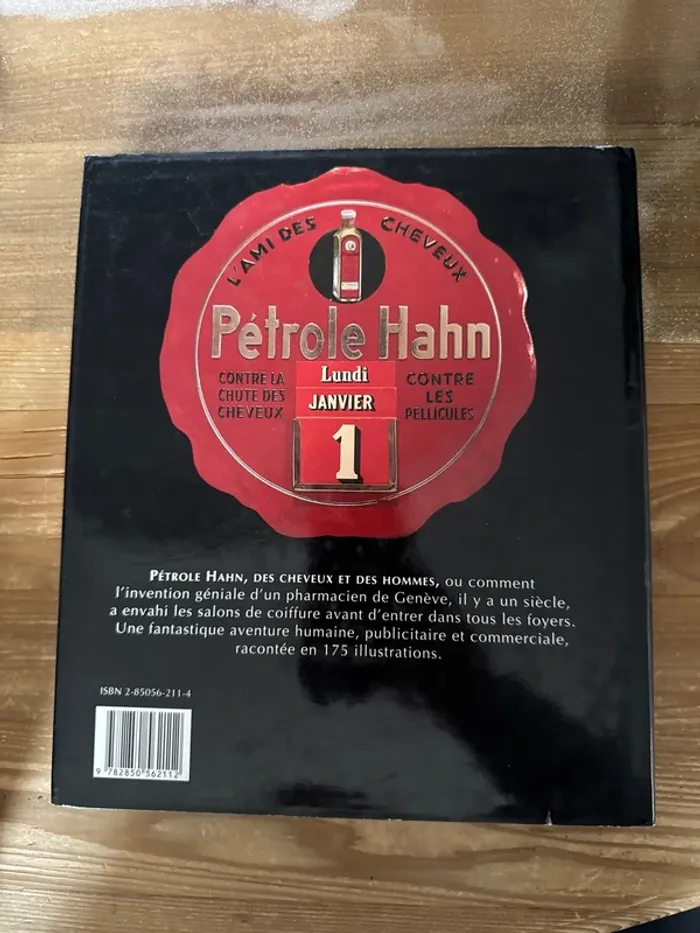 L'AMI DES CHEVEUX
Pétrole Hahn
CONTRE LA
CHUTE DES
CHEVEUX
Lundi
JANVIER
1
CONTRE
LES
PELLICULES
PÉTROLE HAHN, DES CHEVEUX ET DES HOMMES, ou comment
l'invention géniale d'un pharmacien de Genève, il y a un siècle,
a envahi les salons de coiffure avant d'entrer dans tous les foyers.
Une fantastique aventure humaine, publicitaire et commerciale,
racontée en 175 illustrations.
ISBN 2-85056-211-4
9 782850 562112